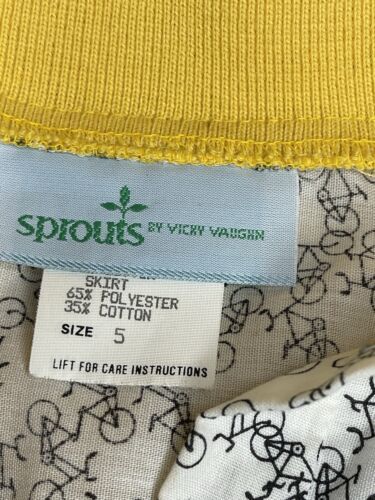 sprouts BY VICKY VAUGHN
SKIRT
65% POLYESTER
35% COTTON
SIZE 5
LIFT FOR CARE INSTRUCTIONS